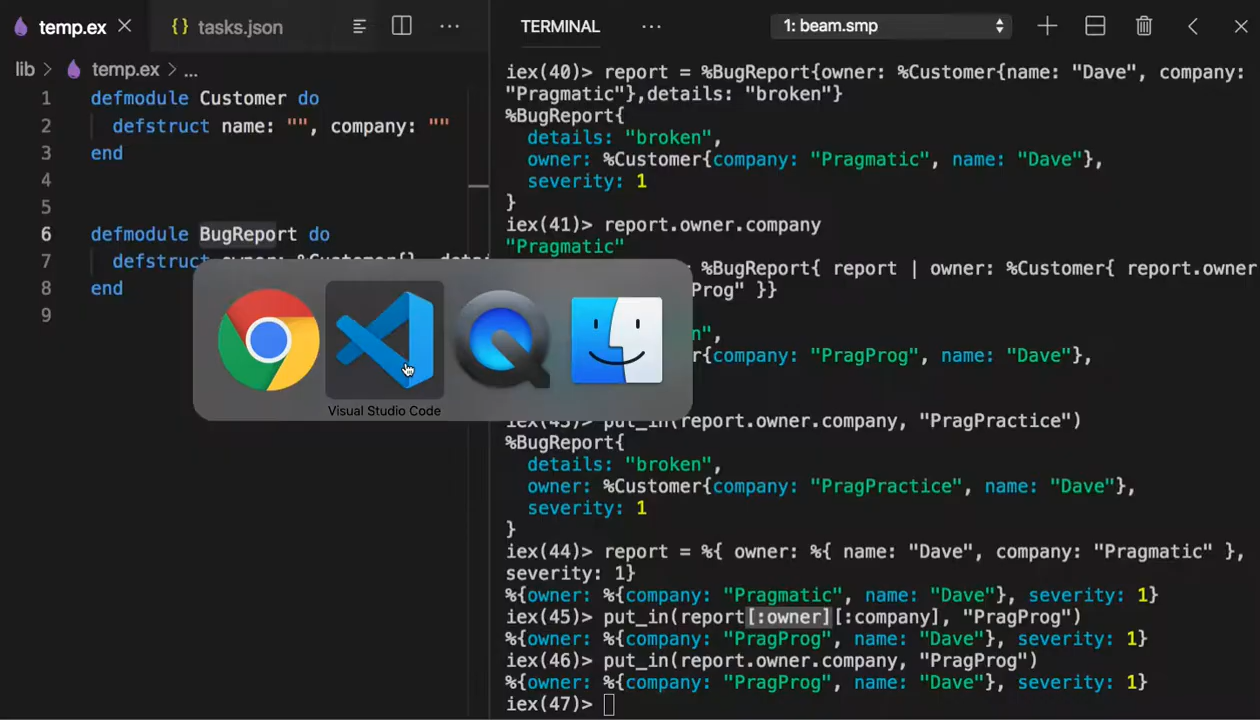 temp.ex
tasks.json
lib > temp.ex > ...
1 defmodule Customer do
2 defstruct name: "", company: ""
3 end
4
5
6 defmodule BugReport do
7 defstruct
8 end
9
Visual Studio Code
TERMINAL
1: beam.smp
iex(40)> report = %BugReport{owner: %Customer{name: "Dave", company:
"Pragmatic"},details: "broken"}
%BugReport{
details: "broken",
owner: %Customer{company: "Pragmatic", name: "Dave"},
severity: 1
}
iex(41)> report.owner.company
"Pragmatic"
%BugReport{ report | owner: %Customer{ report.owner
rog" }}
company: "PragProg", name: "Dave"},
put_in(report.owner.company, "PragPractice")
%BugReport{
details: "broken",
owner: %Customer{company: "PragPractice", name: "Dave"},
severity: 1
}
iex(44)> report = %{ owner: %{ name: "Dave", company: "Pragmatic" },
severity: 1}
%{owner: %{company: "Pragmatic", name: "Dave"}, severity: 1}
iex(45)> put_in(report[:owner][:company], "PragProg")
%{owner: %{company: "PragProg", name: "Dave"}, severity: 1}
iex(46)> put_in(report.owner.company, "PragProg")
%{owner: %{company: "PragProg", name: "Dave"}, severity: 1}
iex(47)>